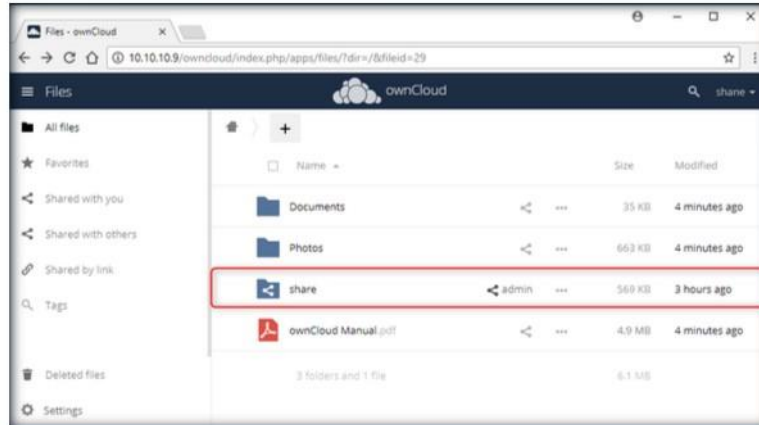 Files - ownCloud
10.10.10.9/owncloud/index.php/apps/files/?dir=/&fileid=29
Files
ownCloud
shane
All files
Favorites
Shared with you
Shared with others
Shared by link
Tags
Deleted files
Settings
+
Name Size Modified
Documents 35 KB 4 minutes ago
Photos 663 KB 4 minutes ago
share admin 569 KB 3 hours ago
ownCloud Manual.pdf 4.9 MB 4 minutes ago
3 folders and 1 file 6.1 MB